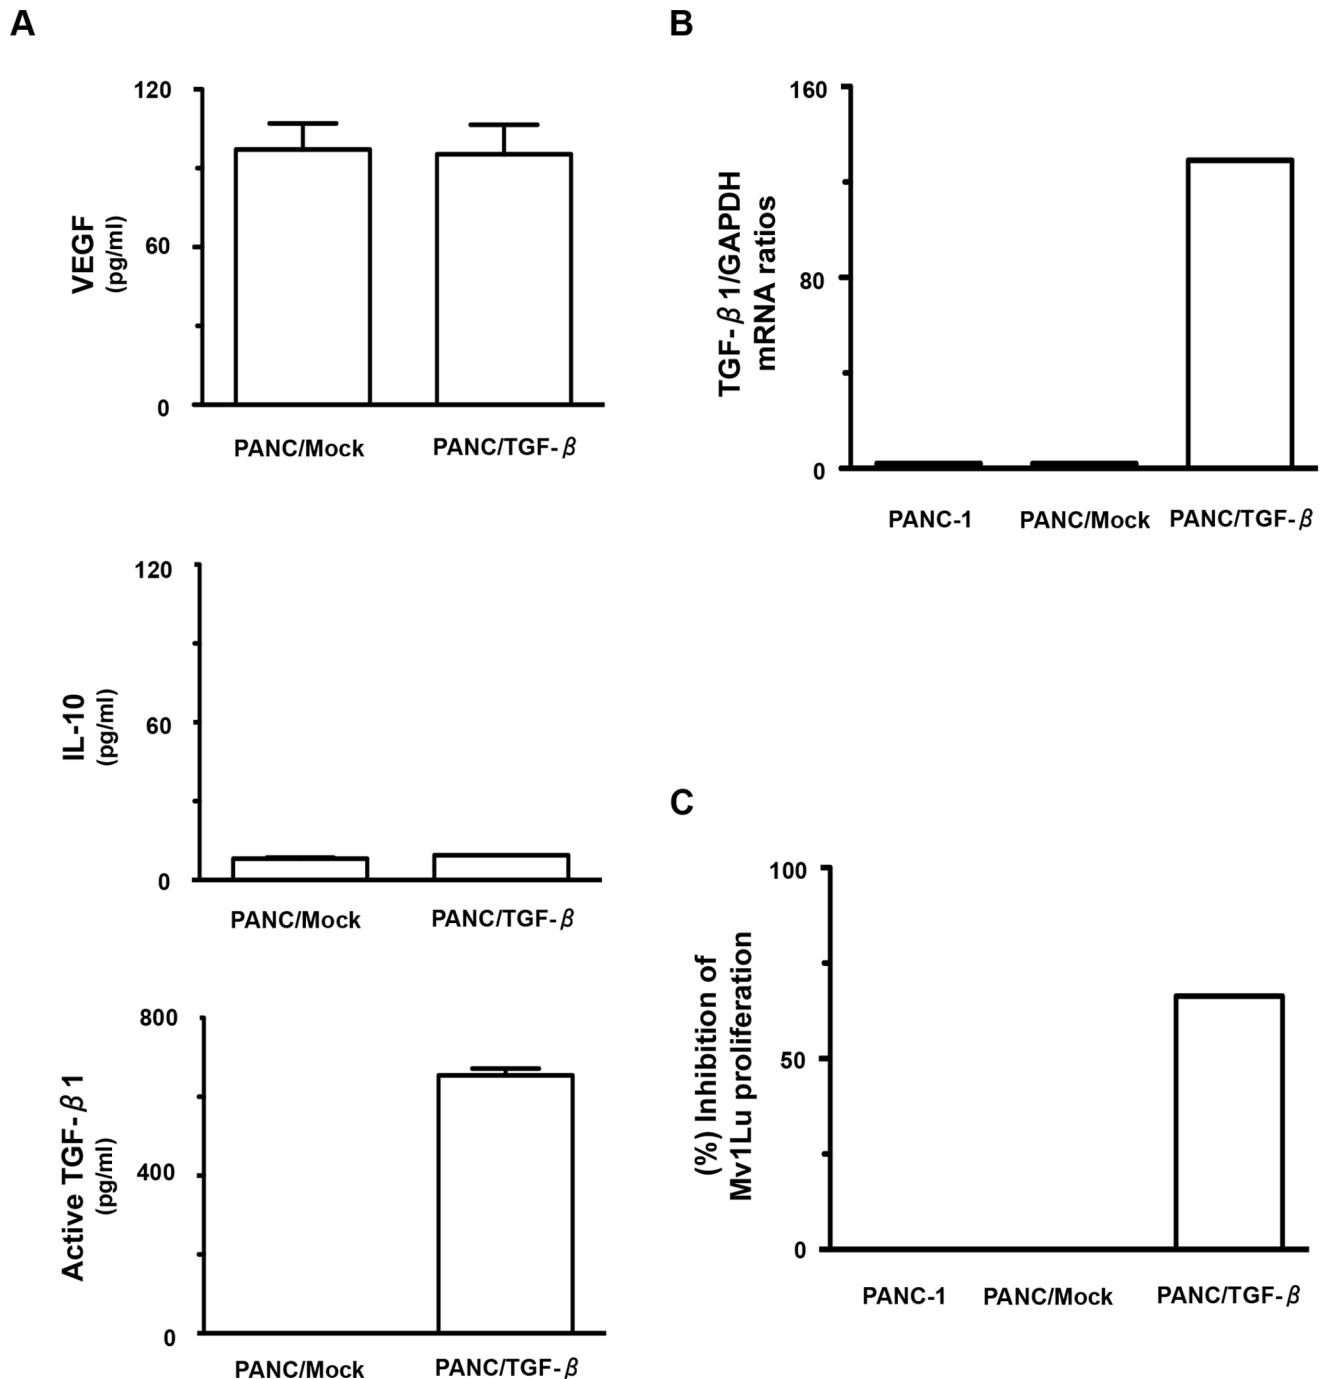 A
120
60
0
VEGF
(pg/ml)
PANC/Mock PANC/TGF-β
120
60
0
IL-10
(pg/ml)
PANC/Mock PANC/TGF-β
800
400
0
Active TGF-β1
(pg/ml)
PANC/Mock PANC/TGF-β
B
160
80
0
TGF-β1/GAPDH
mRNA ratios
PANC-1 PANC/Mock PANC/TGF-β
C
100
50
0
(%) Inhibition of
Mv1Lu proliferation
PANC-1 PANC/Mock PANC/TGF-β